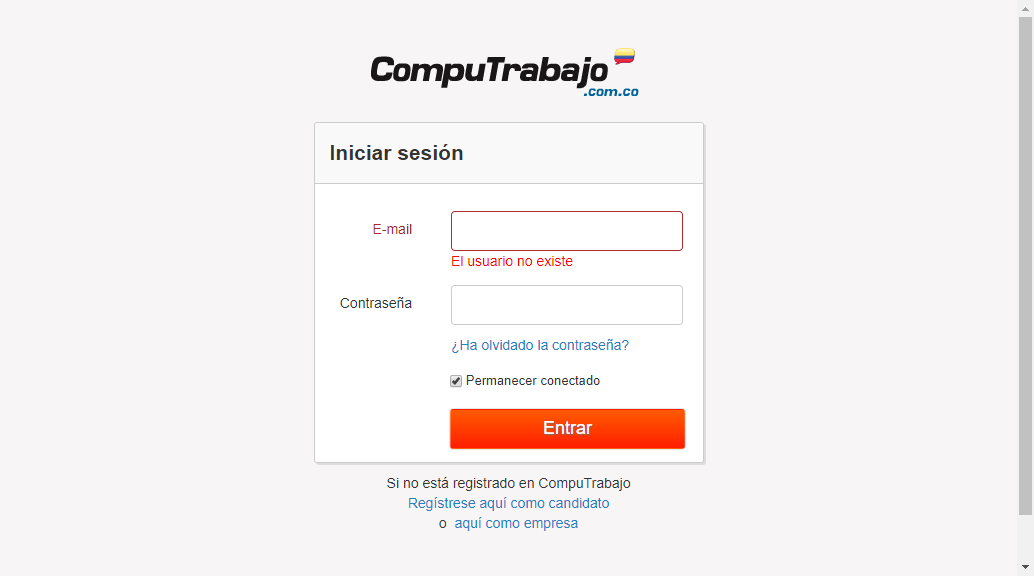 CompuTrabajo
.com.co
Iniciar sesión
E-mail
El usuario no existe
Contraseña
¿Ha olvidado la contraseña?
Permanecer conectado
Entrar
Si no está registrado en CompuTrabajo
Regístrese aquí como candidato
o aquí como empresa